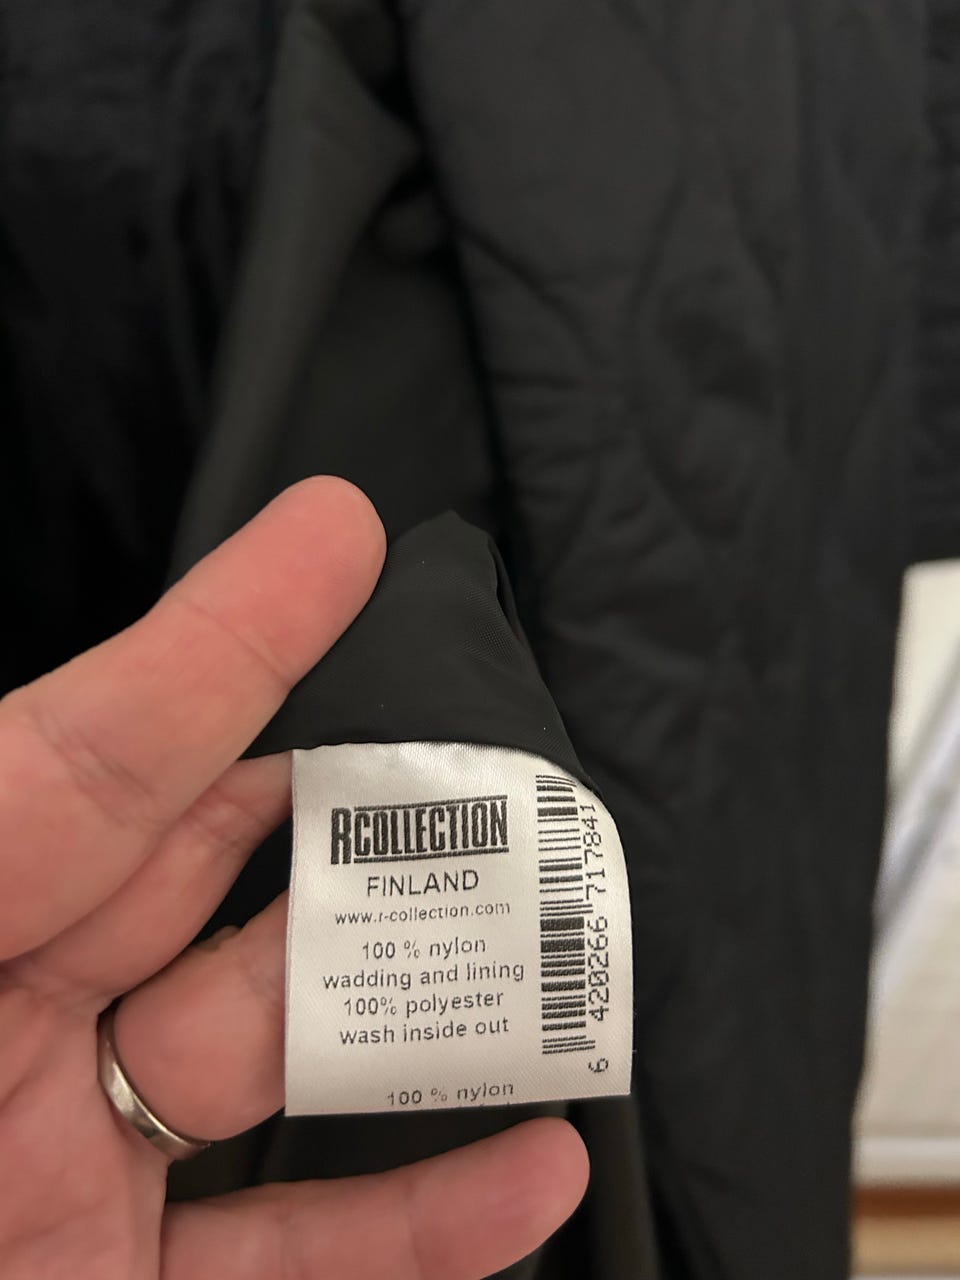 RCOLLECTION
FINLAND
www.r-collection.com
100 % nylon
wadding and lining
100% polyester
wash inside out
100 % nylon
6 420266 717841